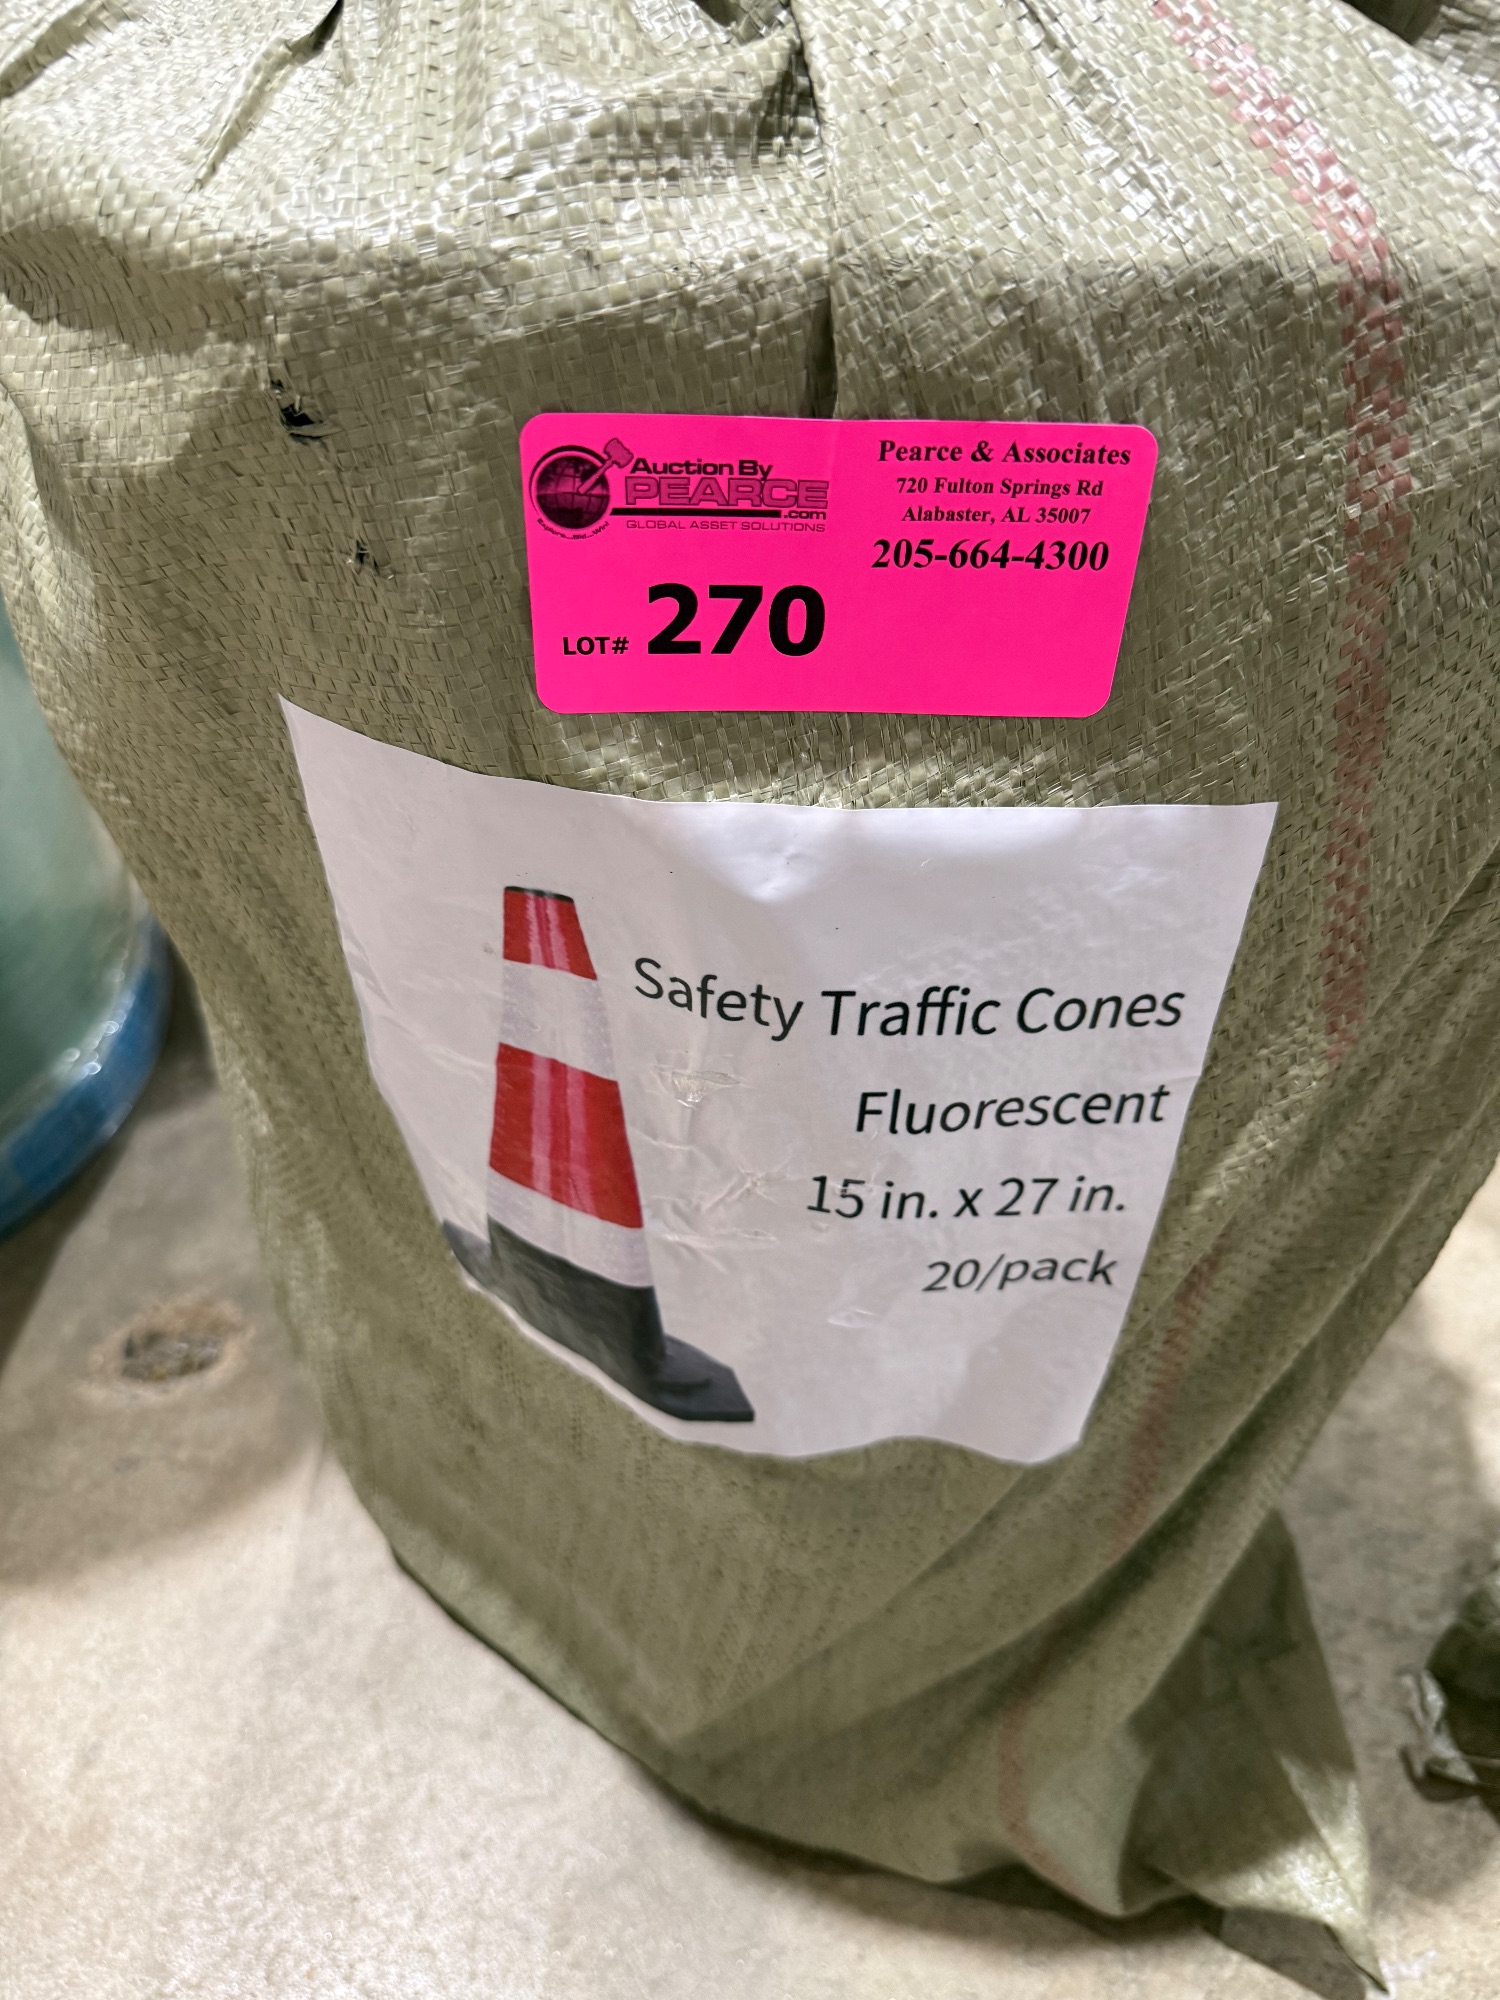 Auction By
PEARCE
.com
GLOBAL ASSET SOLUTIONS
Pearce & Associates
720 Fulton Springs Rd
Alabaster, AL 35007
205-664-4300
LOT# 270
Safety Traffic Cones
Fluorescent
15 in. x 27 in.
20/pack